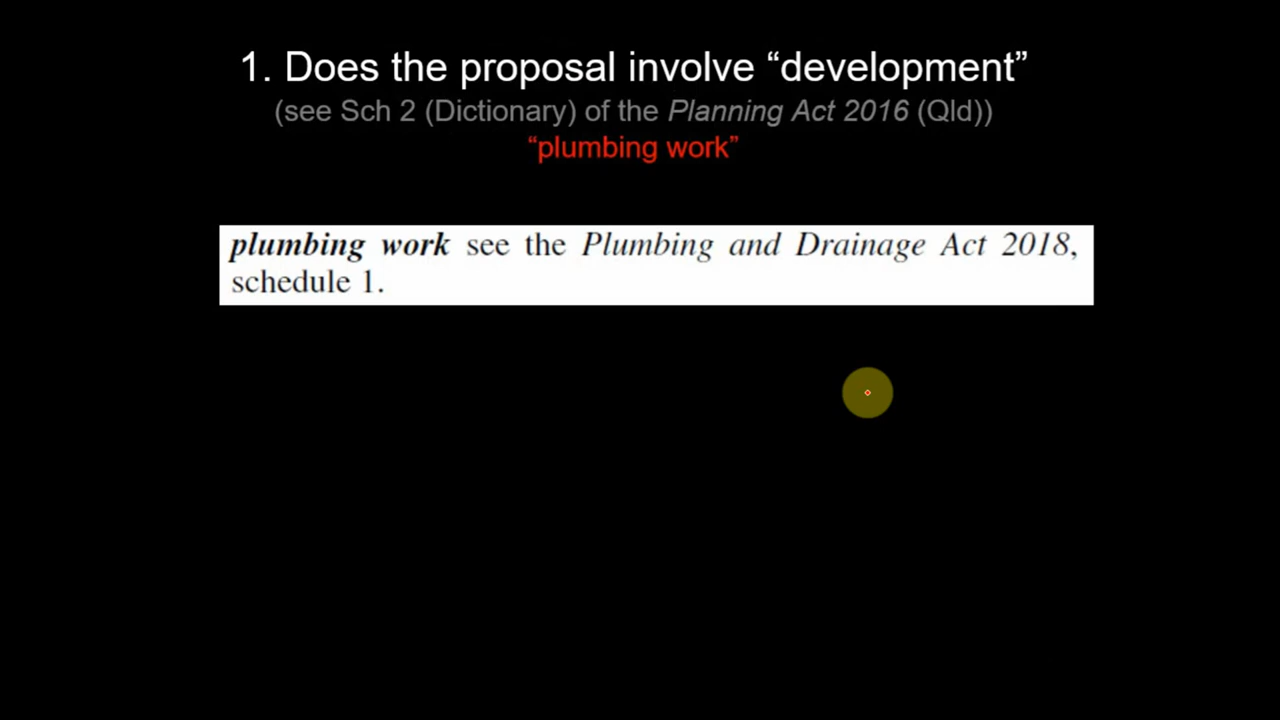 1. Does the proposal involve “development”
(see Sch 2 (Dictionary) of the Planning Act 2016 (Qld))
“plumbing work”
plumbing work see the Plumbing and Drainage Act 2018,
schedule 1.